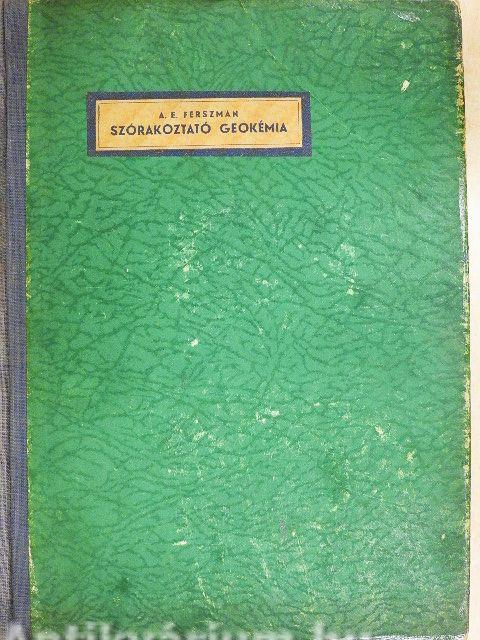 A. E. FERSZMAN
SZÓRAKOZTATÓ GEOKÉMIA